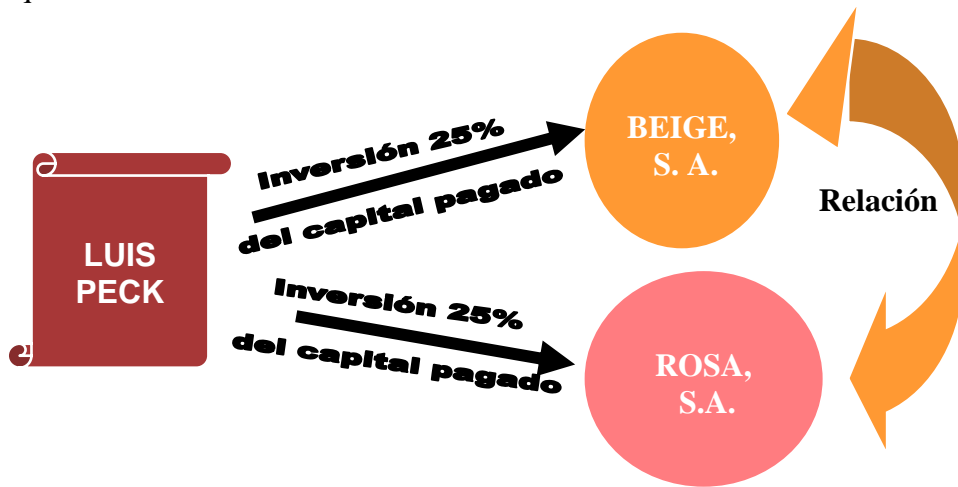 LUIS
PECK
Inversión 25%
del capital pagado
Inversión 25%
del capital pagado
BEIGE,
S. A.
Relación
ROSA,
S.A.